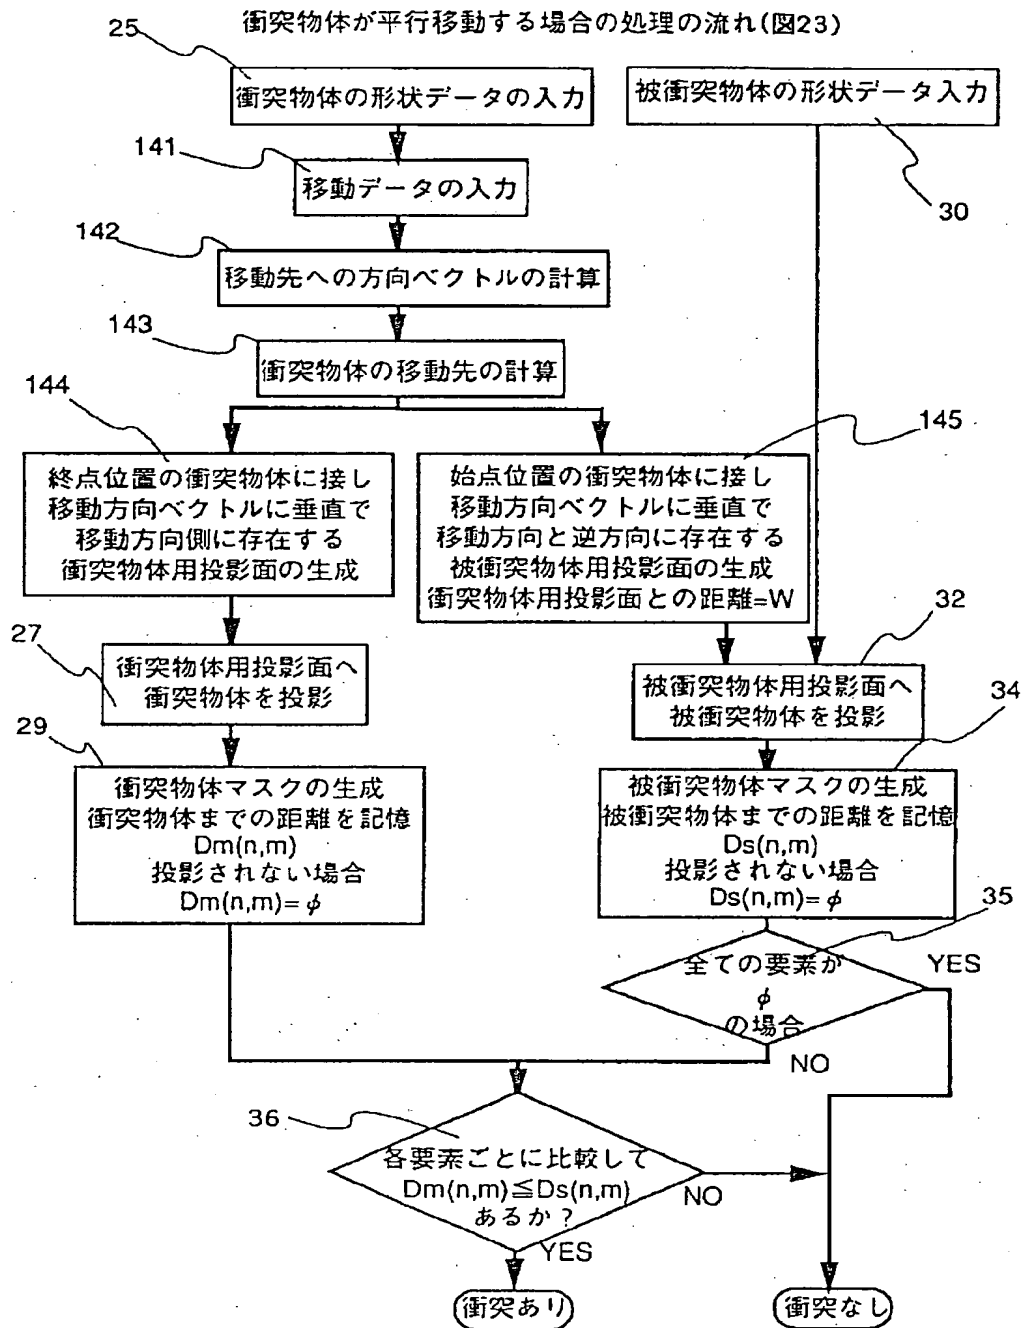 衝突物体が平行移動する場合の処理の流れ(図23)
25
衝突物体の形状データの入力
被衝突物体の形状データ入力
141
移動データの入力
30
142
移動先への方向ベクトルの計算
143
衝突物体の移動先の計算
144
145
終点位置の衝突物体に接し
移動方向ベクトルに垂直で
移動方向側に存在する
衝突物体用投影面の生成
始点位置の衝突物体に接し
移動方向ベクトルに垂直で
移動方向と逆方向に存在する
被衝突物体用投影面の生成
衝突物体用投影面との距離=W
27
衝突物体用投影面へ
衝突物体を投影
32
被衝突物体用投影面へ
被衝突物体を投影
34
29
衝突物体マスクの生成
衝突物体までの距離を記憶
Dm(n,m)
投影されない場合
Dm(n,m)=φ
被衝突物体マスクの生成
被衝突物体までの距離を記憶
Ds(n,m)
投影されない場合
Ds(n,m)=φ
35
全ての要素が
φ
の場合
YES
NO
36
各要素ごとに比較して
Dm(n,m)≦Ds(n,m)
あるか?
NO
YES
衝突あり
衝突なし